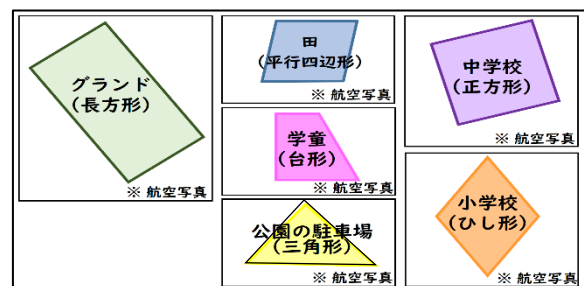 グランド
(長方形)
※ 航空写真
田
(平行四辺形)
※ 航空写真
学童
(台形)
※ 航空写真
公園の駐車場
(三角形)
※ 航空写真
中学校
(正方形)
※ 航空写真
小学校
(ひし形)
※ 航空写真